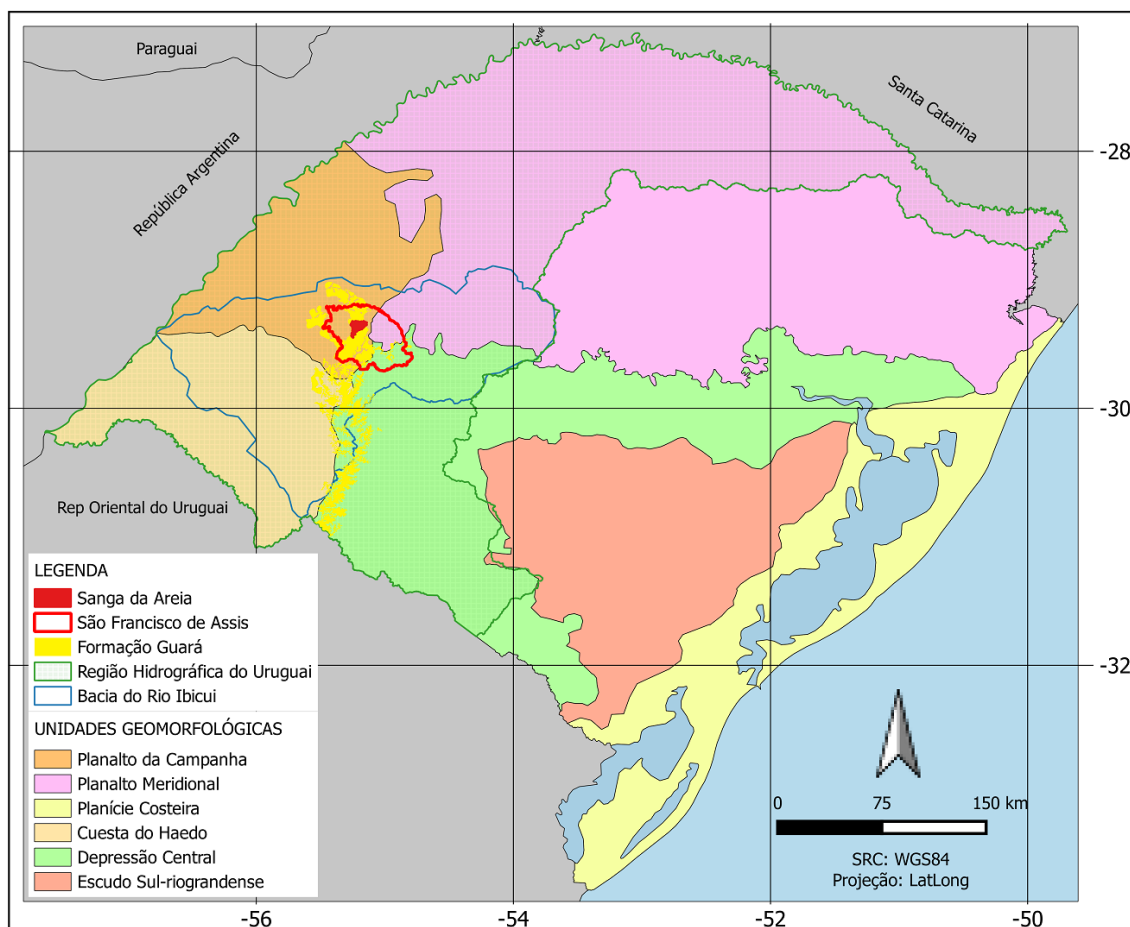 Paraguai
Santa Catarina
República Argentina
-28
-30
Rep Oriental do Uruguai
LEGENDA
Sanga da Areia
São Francisco de Assis
Formação Guará
Região Hidrográfica do Uruguai
Bacia do Rio Ibicui
-32
UNIDADES GEOMORFOLÓGICAS
Planalto da Campanha
Planalto Meridional
Planície Costeira
Cuesta do Haedo
Depressão Central
Escudo Sul-riograndense
0 75 150 km
SRC: WGS84
Projeção: LatLong
-56 -54 -52 -50